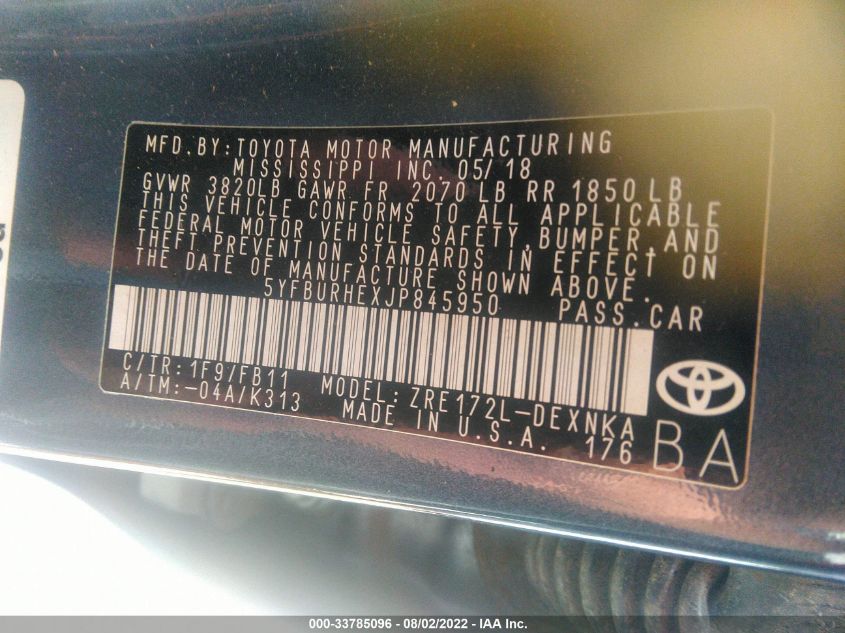 MFD.BY:TOYOTA MOTOR MANUFACTURING
MISSISSIPPI INC. 05/18
GVWR 3820LB GAWR FR 2070 LB RR 1850 LB
THIS VEHICLE CONFORMS TO ALL APPLICABLE
FEDERAL MOTOR VEHICLE SAFETY, BUMPER, AND
THEFT PREVENTION STANDARDS IN EFFECT ON
THE DATE OF MANUFACTURE SHOWN ABOVE.
5YFBURHEXJP845950 PASS.CAR
C/TR: 1F9/FB11 MODEL: ZRE172L-DEXNKA
A/TM:-04A/K313 MADE IN U.S.A. 176
BA
000-33785096 - 08/02/2022 - IAA Inc.